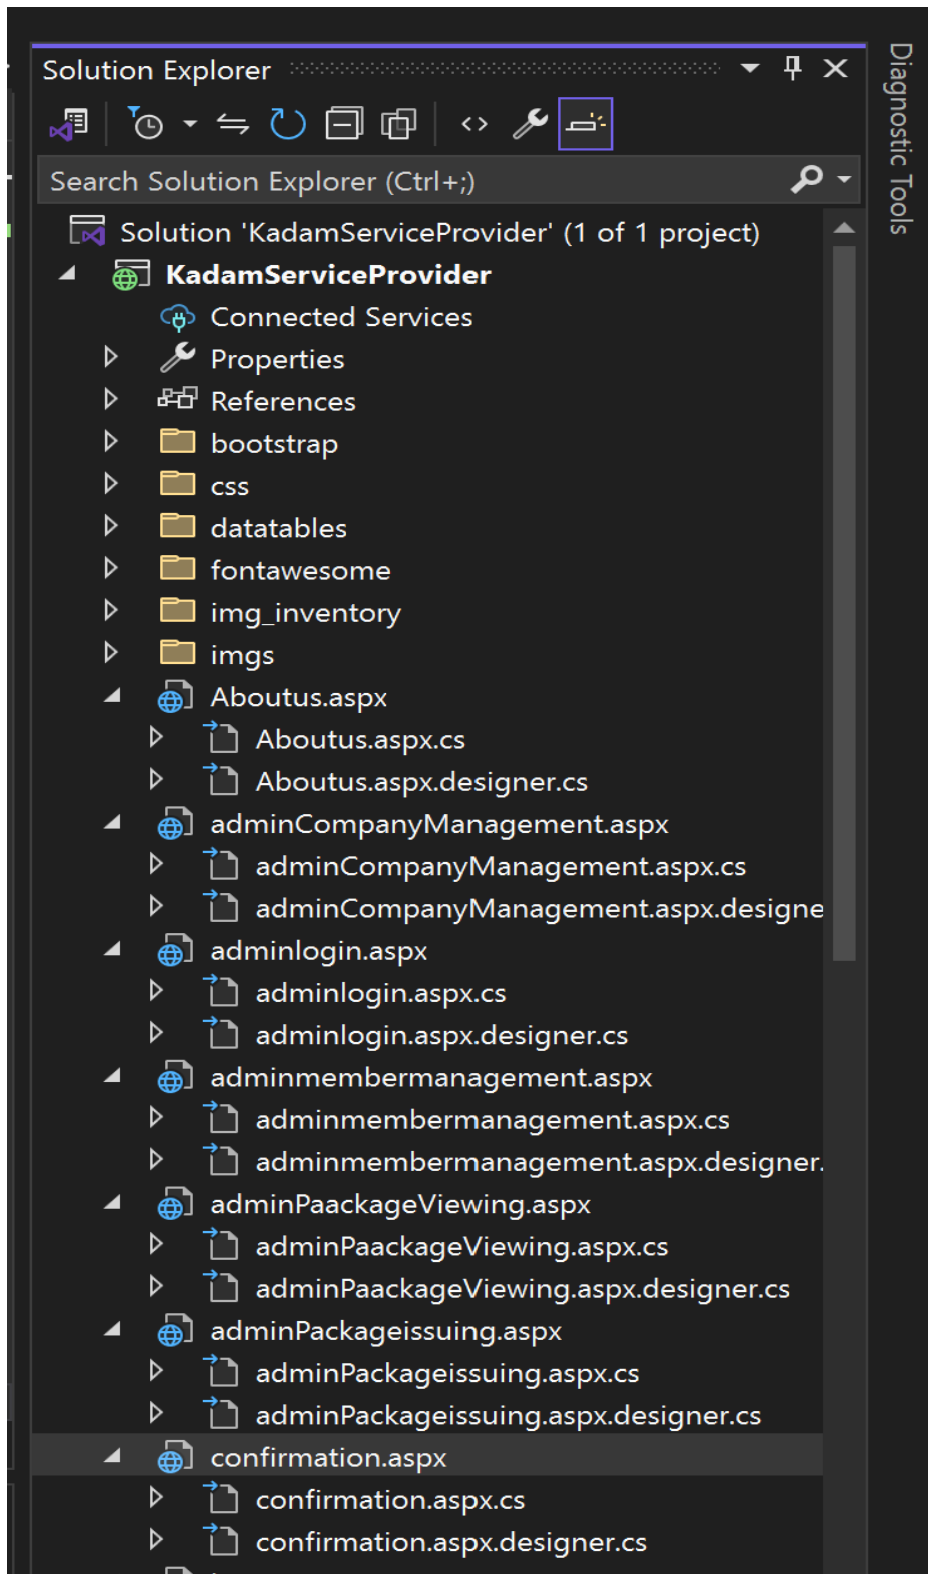 Solution Explorer
Diagnostic Tools
Search Solution Explorer (Ctrl+;)
Solution 'KadamServiceProvider' (1 of 1 project)
KadamServiceProvider
Connected Services
Properties
References
bootstrap
css
datatables
fontawesome
img_inventory
imgs
Aboutus.aspx
Aboutus.aspx.cs
Aboutus.aspx.designer.cs
adminCompanyManagement.aspx
adminCompanyManagement.aspx.cs
adminCompanyManagement.aspx.designe
adminlogin.aspx
adminlogin.aspx.cs
adminlogin.aspx.designer.cs
adminmembermanagement.aspx
adminmembermanagement.aspx.cs
adminmembermanagement.aspx.designer.
adminPaackageViewing.aspx
adminPaackageViewing.aspx.cs
adminPaackageViewing.aspx.designer.cs
adminPackageissuing.aspx
adminPackageissuing.aspx.cs
adminPackageissuing.aspx.designer.cs
confirmation.aspx
confirmation.aspx.cs
confirmation.aspx.designer.cs